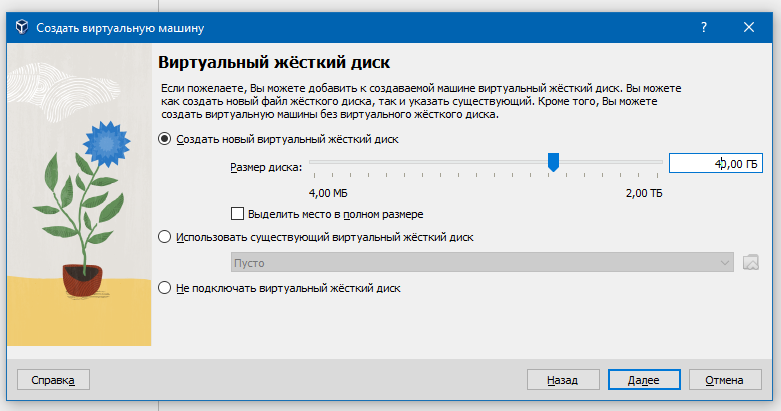 Создать виртуальную машину
?
Виртуальный жёсткий диск
Если пожелаете, Вы можете добавить к создаваемой машине виртуальный жёсткий диск. Вы можете
как создать новый файл жёсткого диска, так и указать существующий. Кроме того, Вы можете
создать виртуальную машины без виртуального жёсткого диска.
Создать новый виртуальный жёсткий диск
Размер диска:
40,00 ГБ
4,00 МБ
2,00 ТБ
Выделить место в полном размере
Использовать существующий виртуальный жёсткий диск
Пусто
Не подключать виртуальный жёсткий диск
Справка
Назад
Далее
Отмена